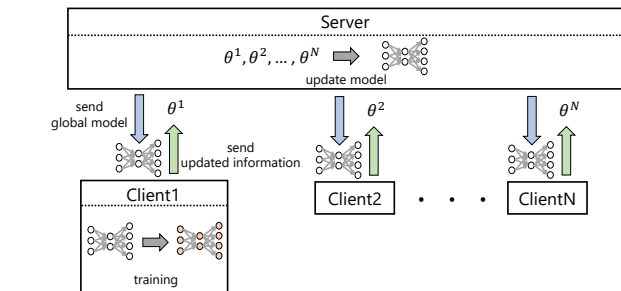 Server
θ¹, θ², … , θᴺ
update model
send
global model
θ¹
θ²
θᴺ
send
updated information
Client1
Client2
· · ·
ClientN
training